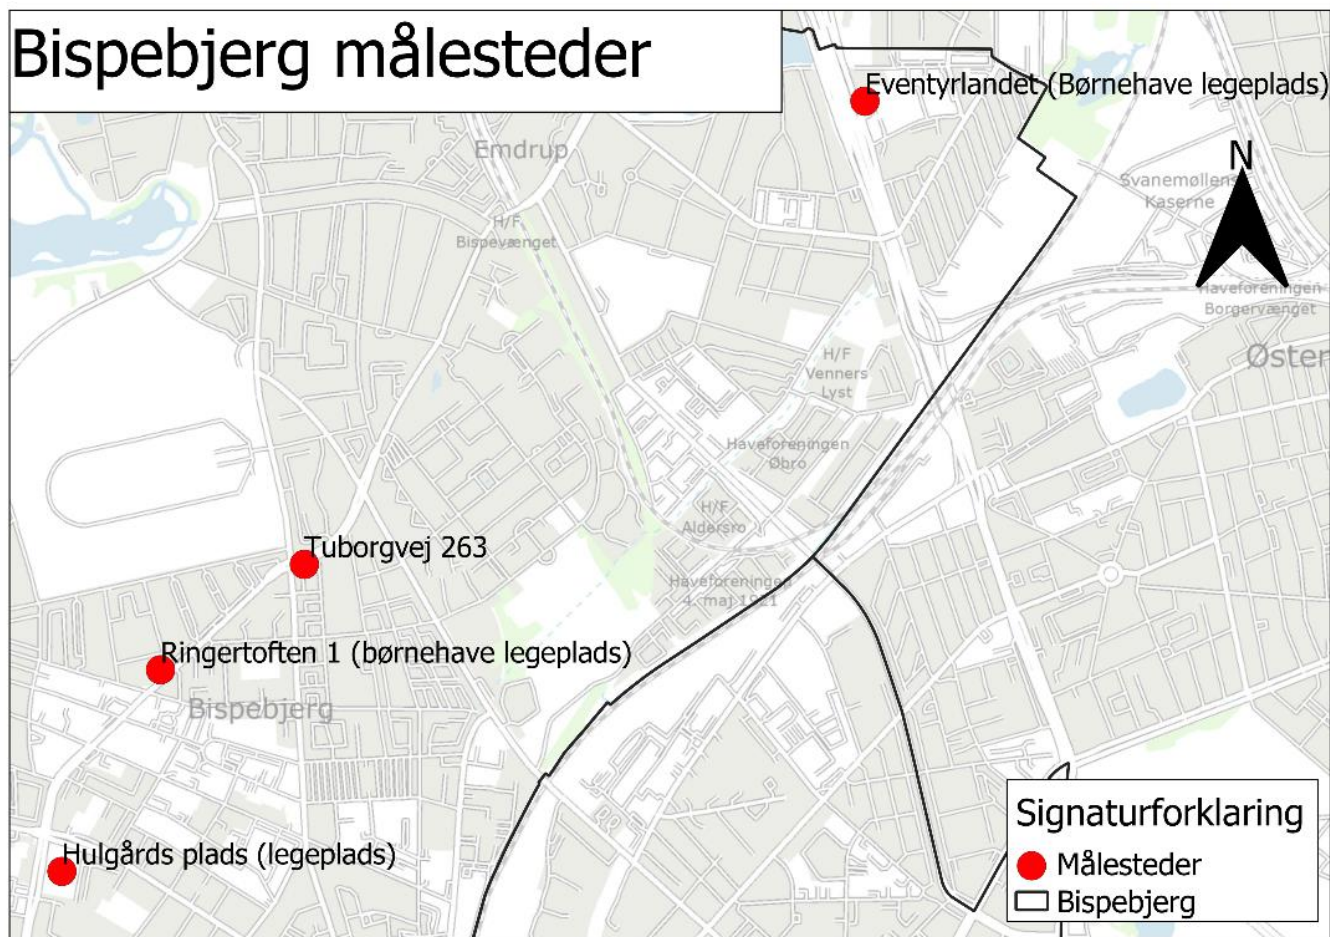 Bispebjerg målesteder
Eventyrlandet (Børnehave legeplads)
Emdrup
N
Svanemøllens
Kaserne
H/F
Bispevænget
Haveforeningen
Borgervænget
H/F
Venners
Lyst
Øster
Haveforeningen
Øbro
H/F
Aldersro
Tuborgvej 263
Haveforeningen
4. maj 1921
Ringertoften 1 (børnehave legeplads)
Bispebjerg
Hulgårds plads (legeplads)
Signaturforklaring
Målesteder
Bispebjerg